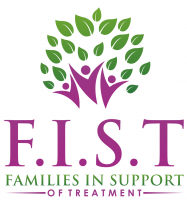 F.I.S.T
FAMILIES IN SUPPORT
OF TREATMENT